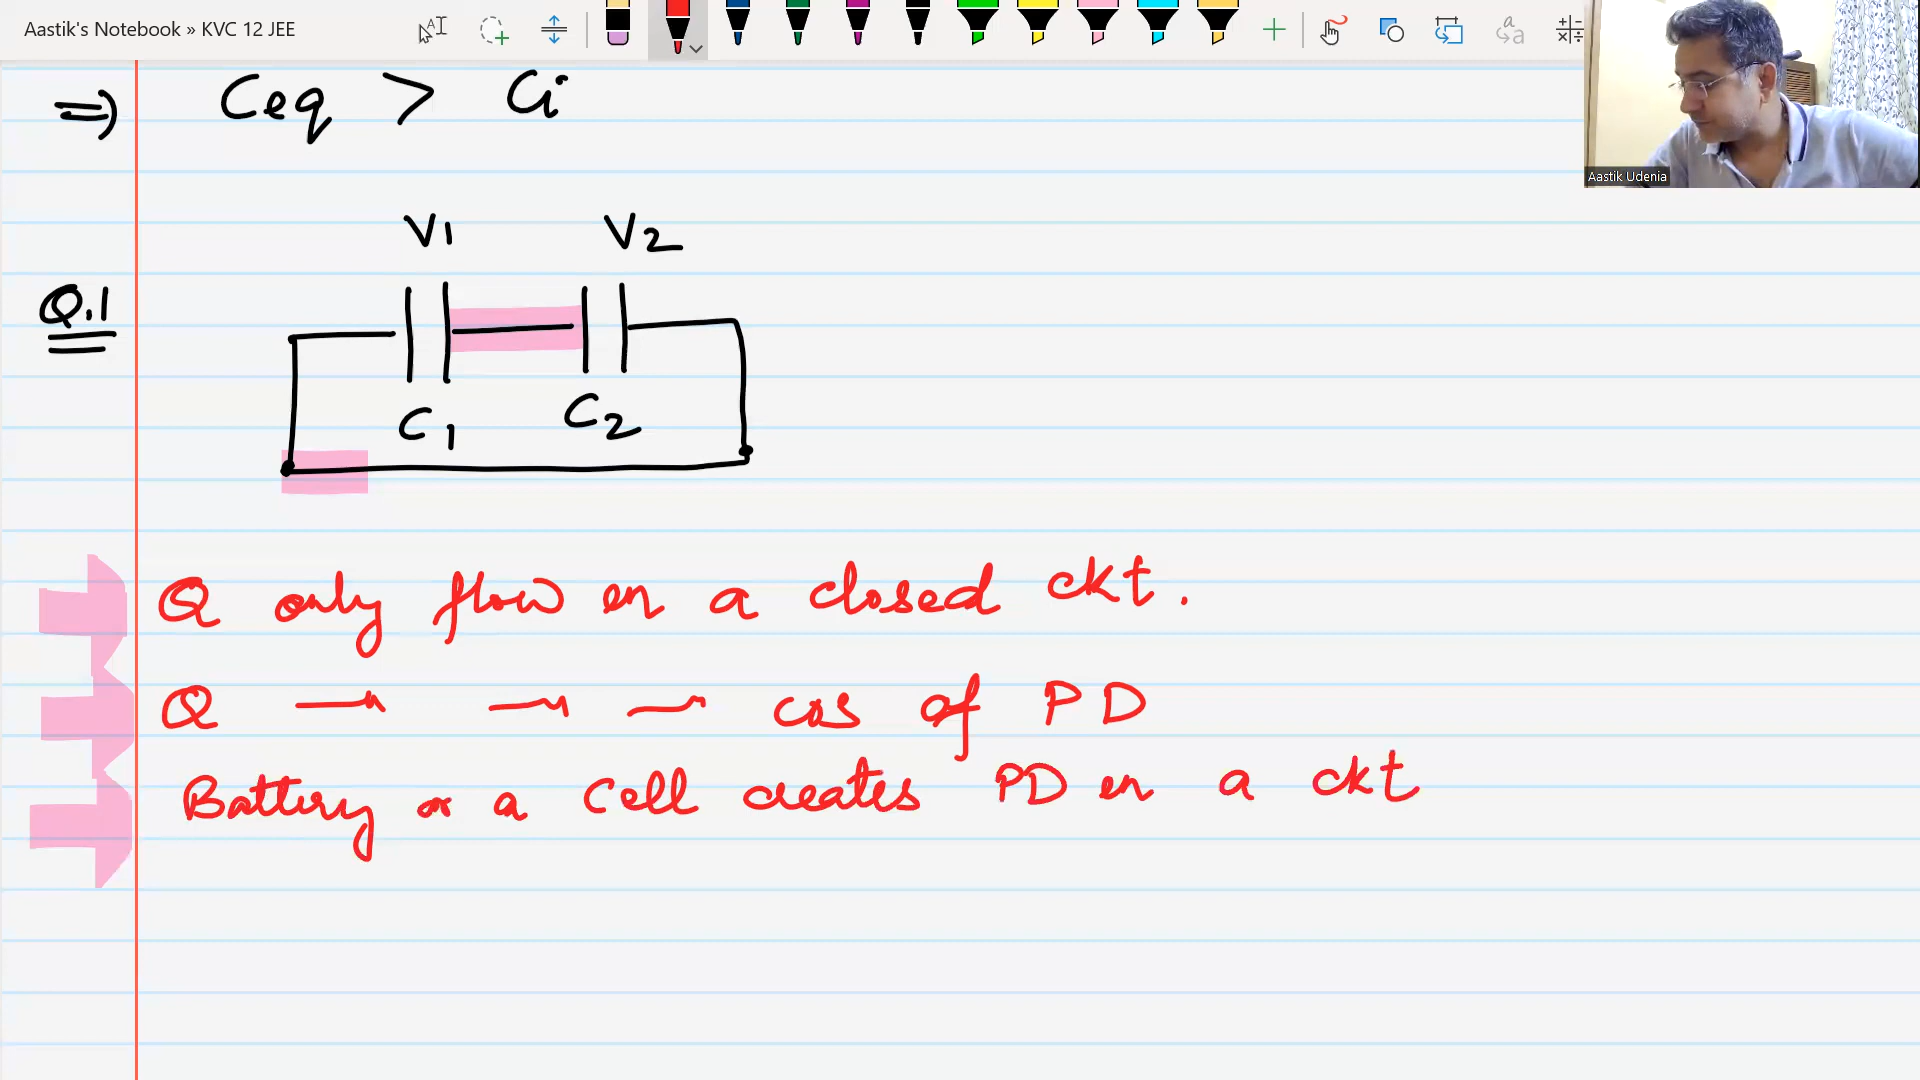 Aastik's Notebook » KVC 12 JEE
⇒ Ceq > Ci
Aastik Udenia
V1 V2
Q.1
C1 C2
Q only flow in a closed ckt.
Q → → → cos of PD
Battery or a cell creates PD in a ckt